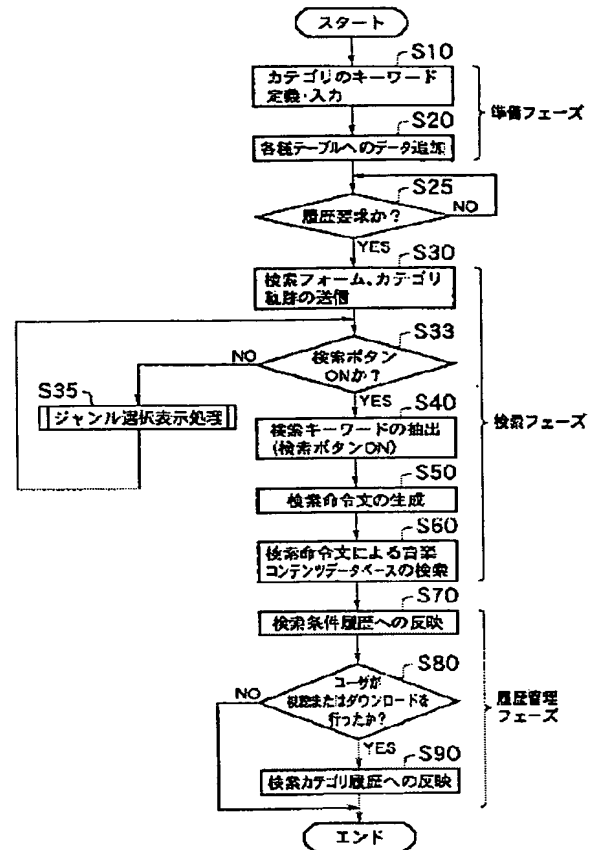 スタート
S10
カテゴリのキーワード
定義・入力
S20
各種テーブルへのデータ追加
準備フェーズ
S25
履歴要求か?
NO
YES
S30
検索フォーム、カテゴリ
軌跡の送信
S33
検索ボタン
ONか?
NO
YES
S35
ジャンル選択表示処理
S40
検索キーワードの抽出
(検索ボタンON)
S50
検索命令文の生成
S60
検索命令文による音楽
コンテンツデータベースの検索
検索フェーズ
S70
検索条件履歴への反映
S80
ユーザが
視聴またはダウンロードを
行ったか?
NO
YES
S90
検索カテゴリ履歴への反映
履歴管理
フェーズ
エンド